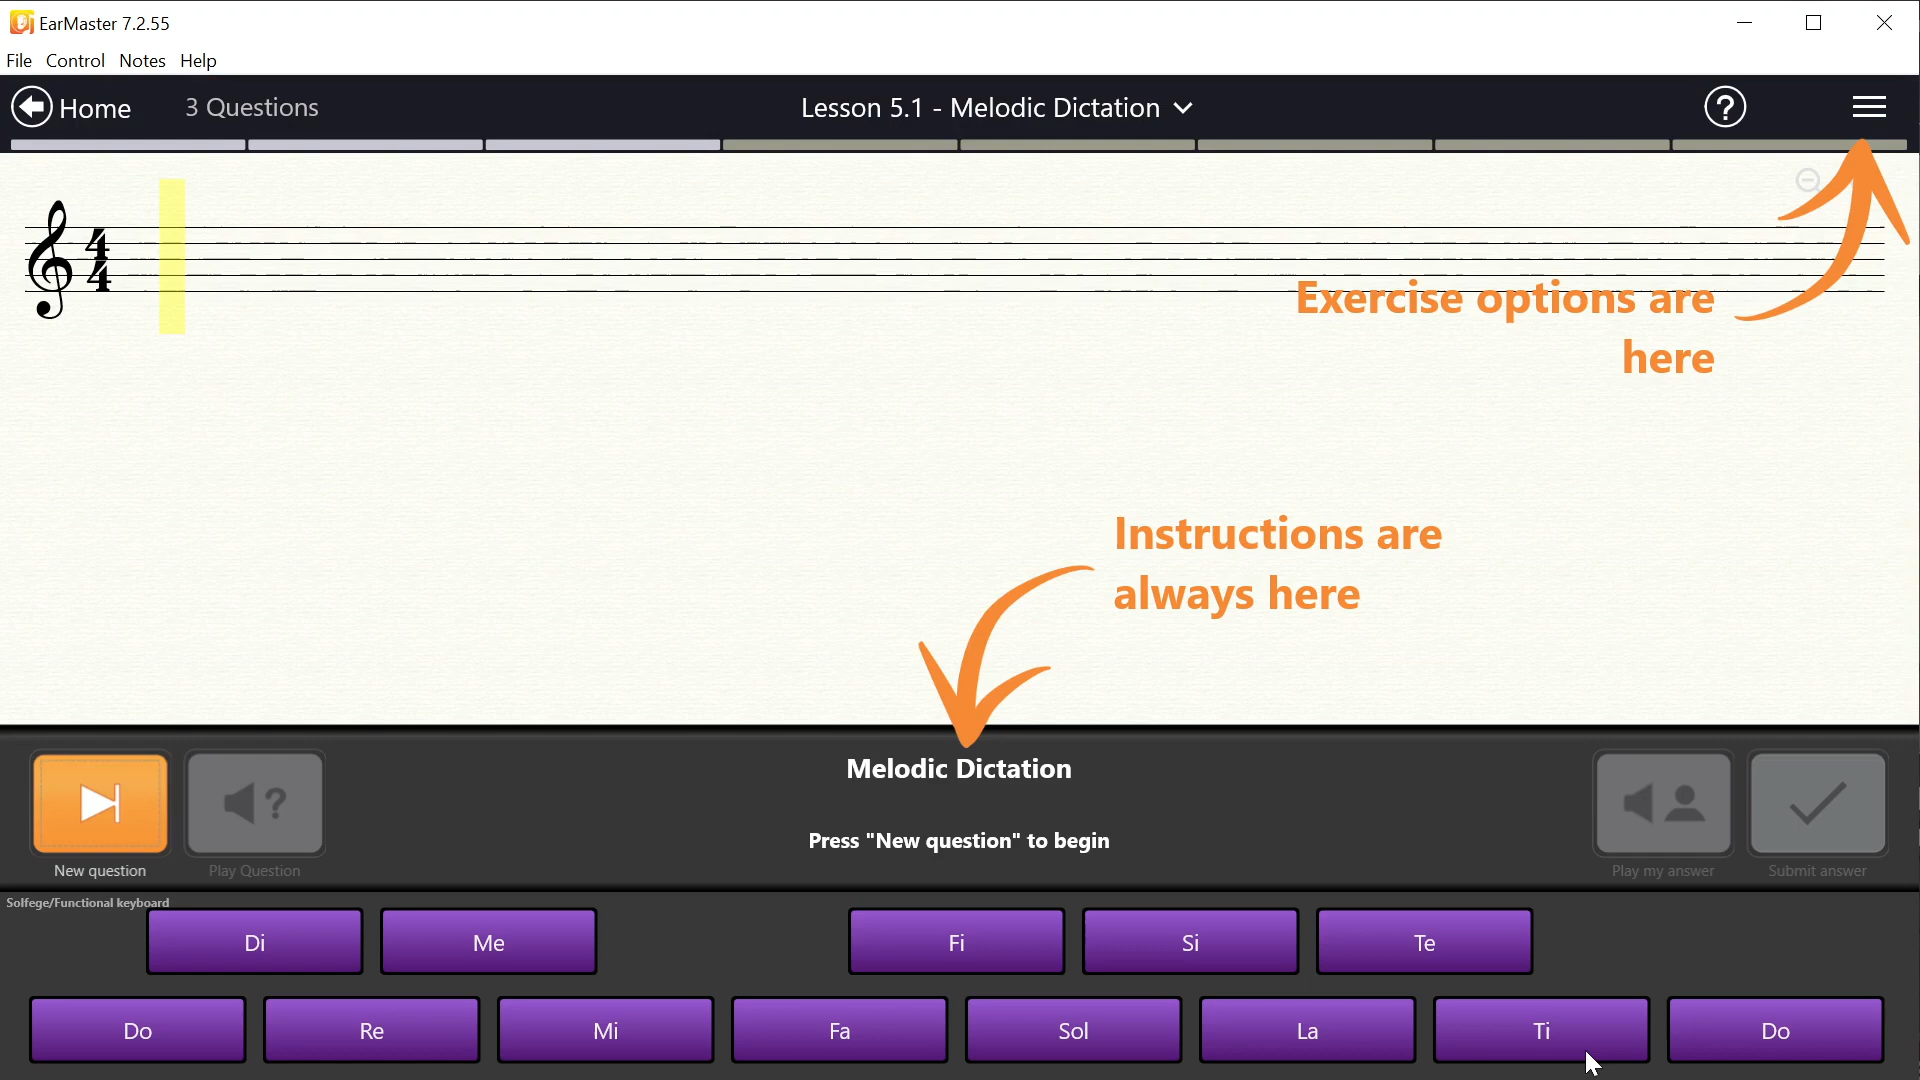 EarMaster 7.2.55
File Control Notes Help
Home 3 Questions Lesson 5.1 - Melodic Dictation ?
4
4
Exercise options are
here
Instructions are
always here
Melodic Dictation
?
Press "New question" to begin
New question Play Question Play my answer Submit answer
Solfege/Functional keyboard
Di Me Fi Si Te
Do Re Mi Fa Sol La Ti Do